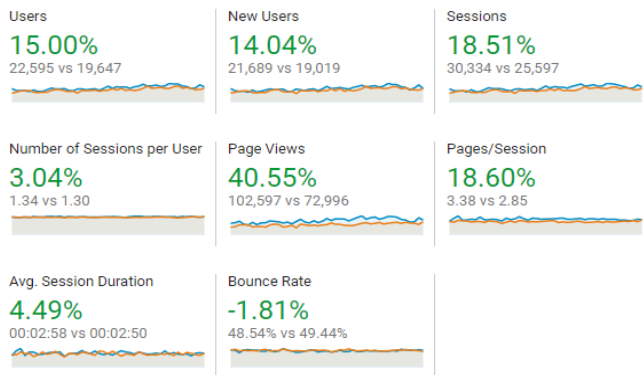 Users
15.00%
22,595 vs 19,647
New Users
14.04%
21,689 vs 19,019
Sessions
18.51%
30,334 vs 25,597
Number of Sessions per User
3.04%
1.34 vs 1.30
Page Views
40.55%
102,597 vs 72,996
Pages/Session
18.60%
3.38 vs 2.85
Avg. Session Duration
4.49%
00:02:58 vs 00:02:50
Bounce Rate
-1.81%
48.54% vs 49.44%